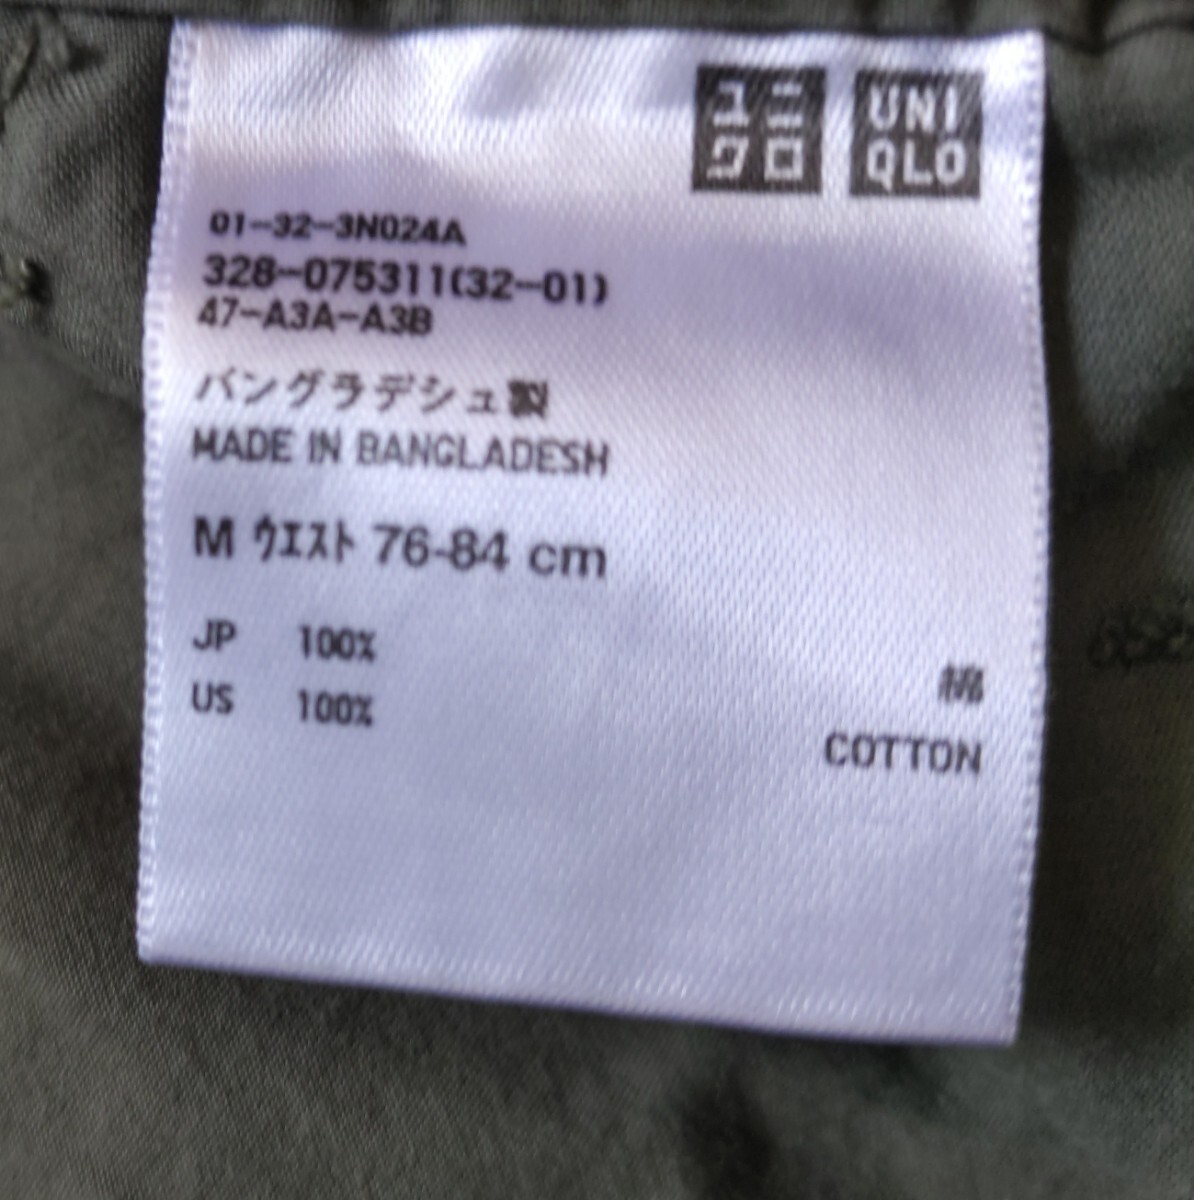 ユニ
クロ
UNI
QLO
01-32-3N024A
328-075311(32-01)
47-A3A-A3B
バングラデシュ製
MADE IN BANGLADESH
M ウエスト 76-84 cm
JP 100% 綿
US 100% COTTON